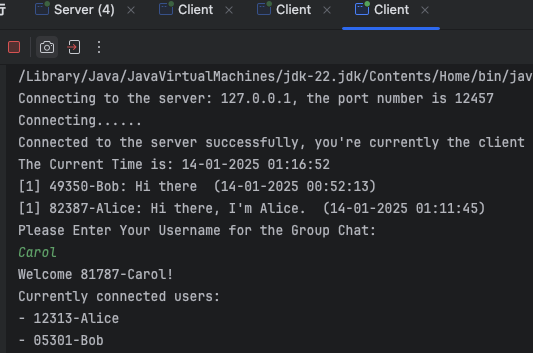 Server (4) × Client × Client × Client ×
/Library/Java/JavaVirtualMachines/jdk-22.jdk/Contents/Home/bin/jav
Connecting to the server: 127.0.0.1, the port number is 12457
Connecting......
Connected to the server successfully, you're currently the client
The Current Time is: 14-01-2025 01:16:52
[1] 49350-Bob: Hi there  (14-01-2025 00:52:13)
[1] 82387-Alice: Hi there, I'm Alice.  (14-01-2025 01:11:45)
Please Enter Your Username for the Group Chat:
Carol
Welcome 81787-Carol!
Currently connected users:
- 12313-Alice
- 05301-Bob